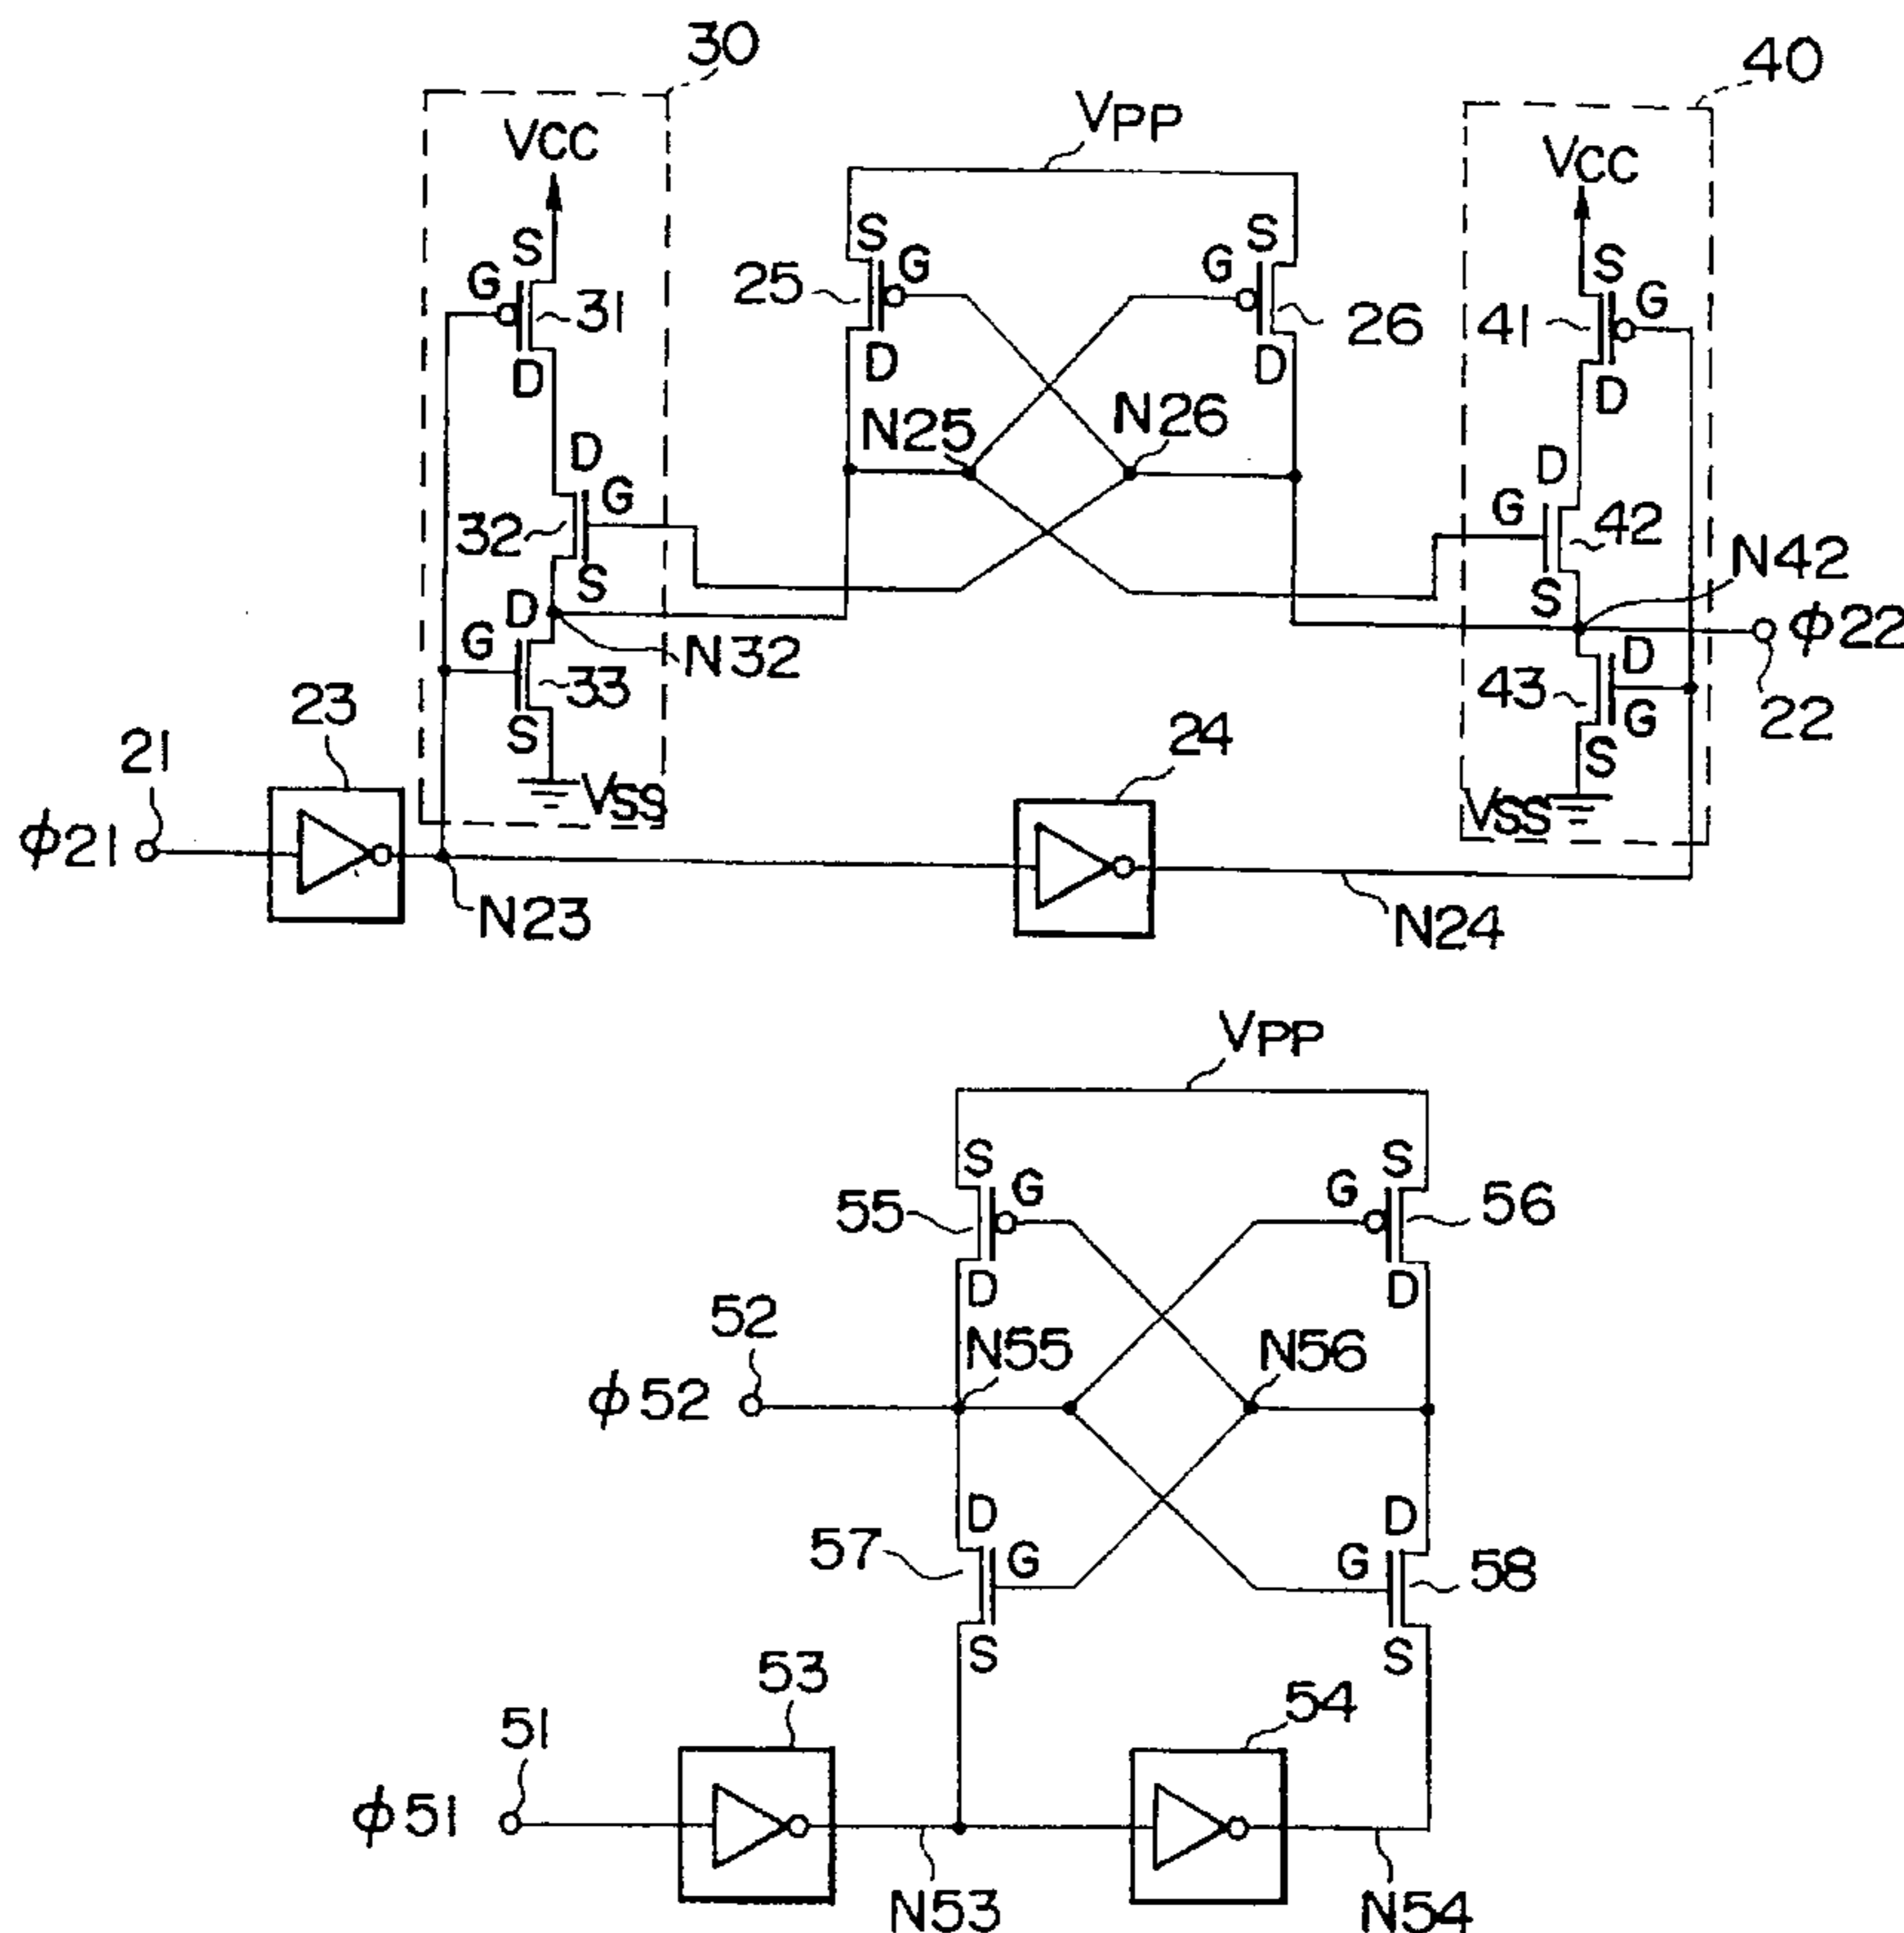 30
40
VCC
VPP
VCC
S
G
31
D
S
G
25
D
S
G
26
D
S
G
41
D
N25
N26
D
G
32
S
D
G
42
S
N42
D
G
33
S
N32
VSS
D
43
G
S
VSS
φ22
22
21
φ21
23
N23
24
N24
VPP
S
G
55
D
S
G
56
D
52
φ52
N55
N56
D
57
G
S
D
G
58
S
51
φ51
53
N53
54
N54